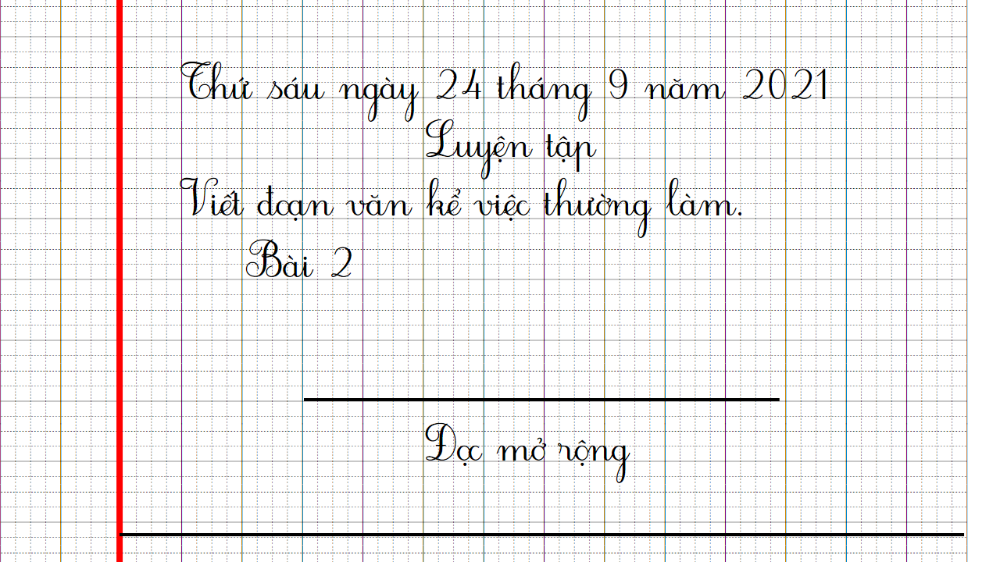 Thứ sáu ngày 24 tháng 9 năm 2021
Luyện tập
Viết đoạn văn kể việc thường làm.
Bài 2
Đọc mở rộng